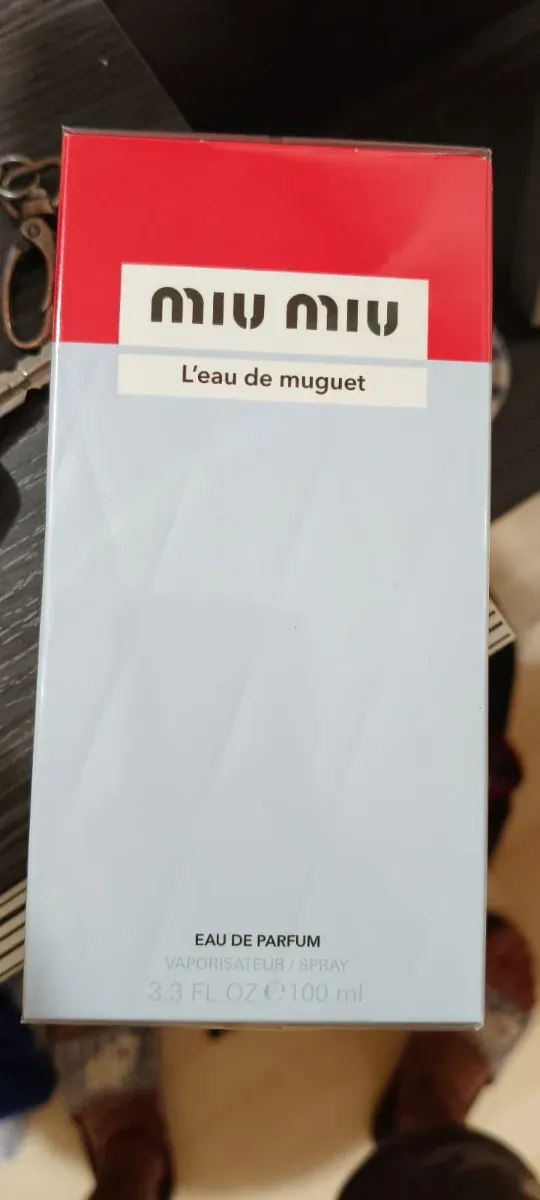 miu miu
L'eau de muguet
EAU DE PARFUM
VAPORISATEUR / SPRAY
3.3 FL OZ ℮ 100 ml